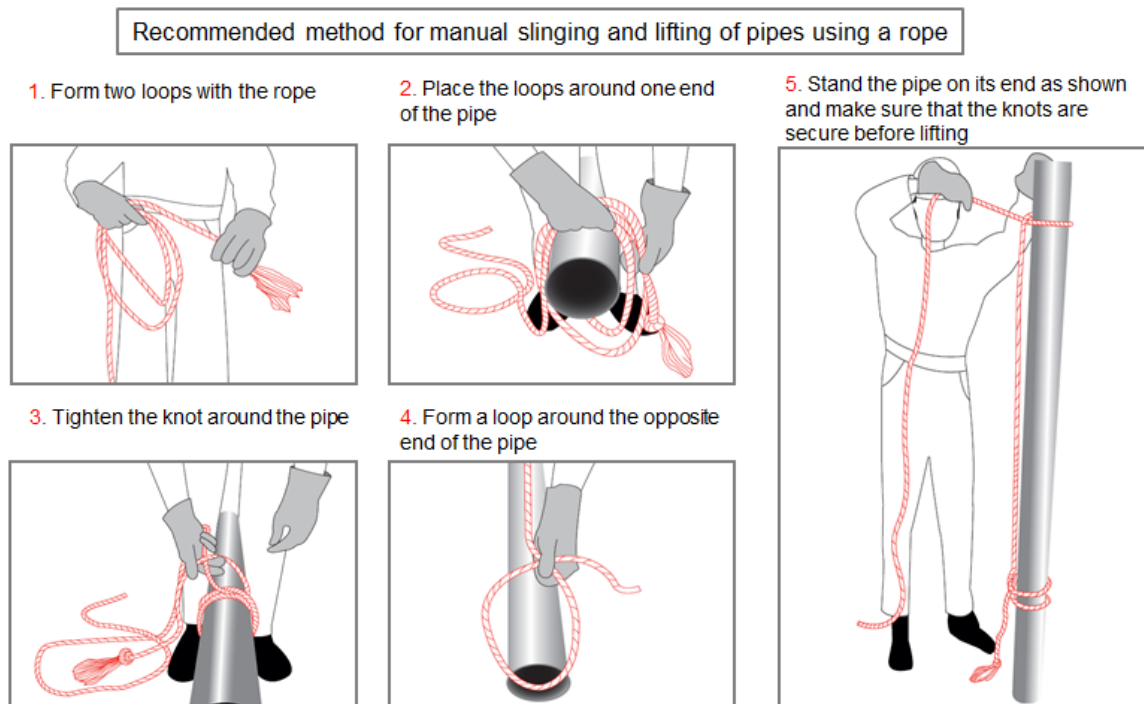 Recommended method for manual slinging and lifting of pipes using a rope
1. Form two loops with the rope
2. Place the loops around one end
of the pipe
3. Tighten the knot around the pipe
4. Form a loop around the opposite
end of the pipe
5. Stand the pipe on its end as shown
and make sure that the knots are
secure before lifting